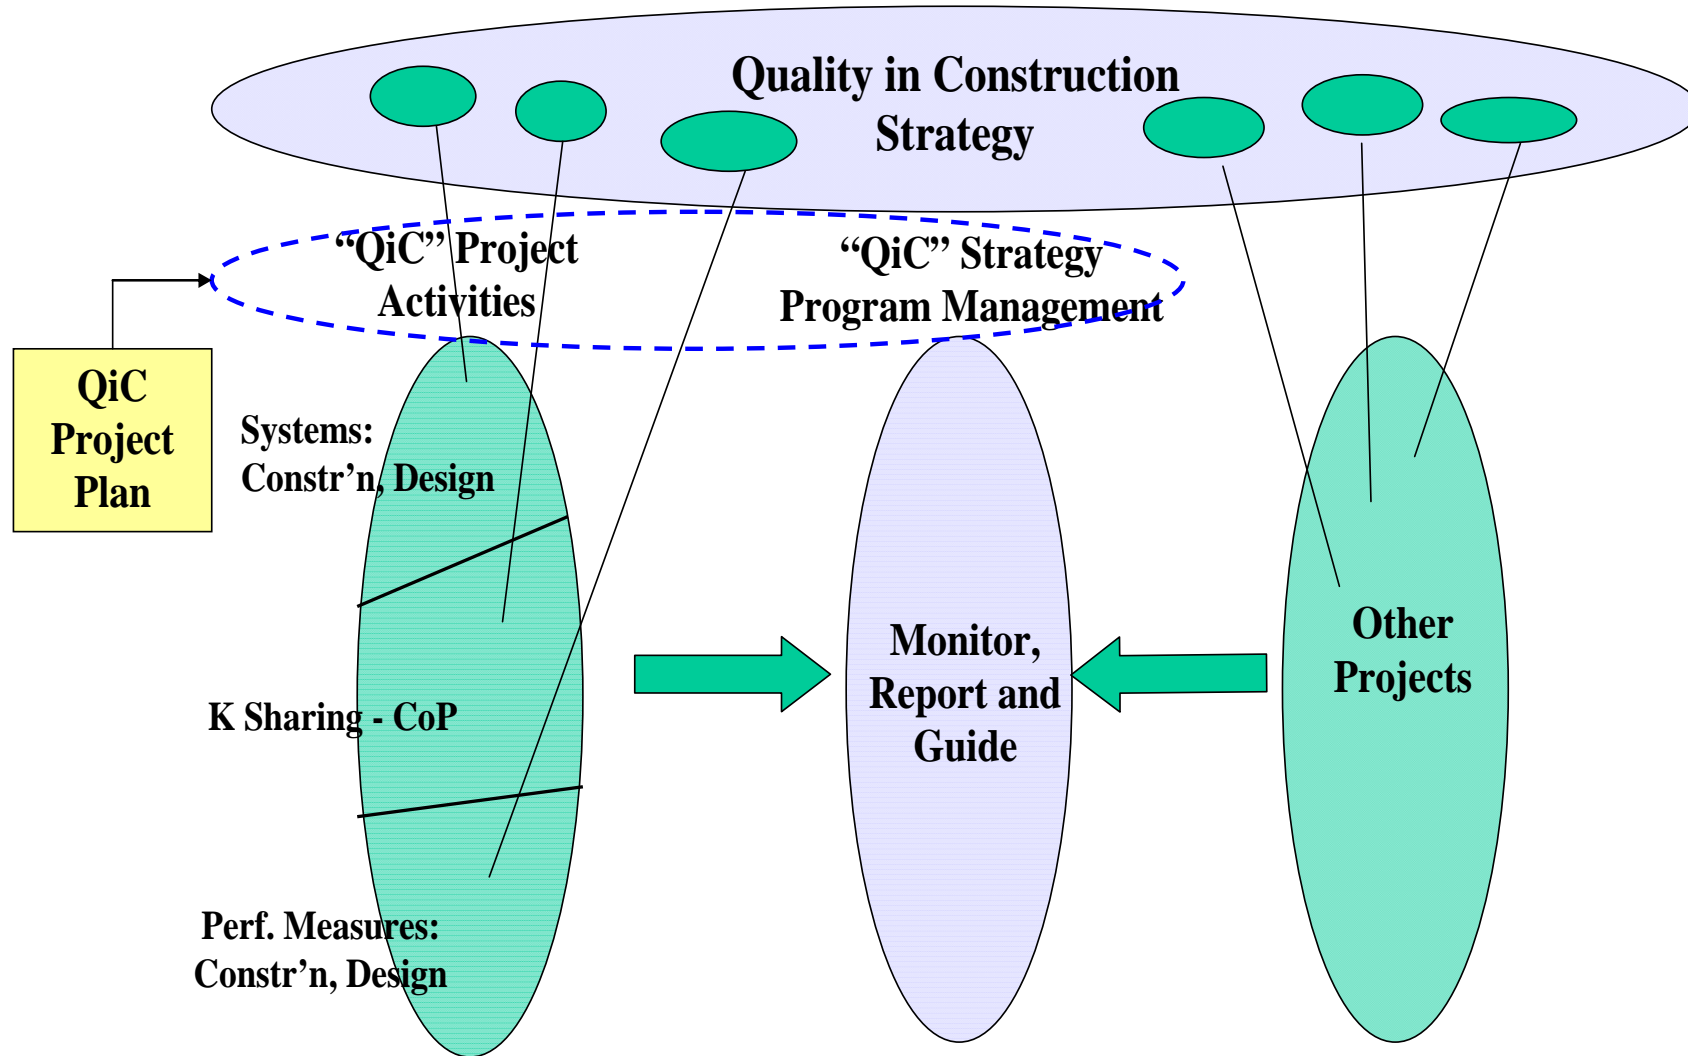 Quality in Construction
Strategy
“QiC” Project
Activities
“QiC” Strategy
Program Management
QiC
Project
Plan
Systems:
Constr’n, Design
K Sharing - CoP
Perf. Measures:
Constr’n, Design
Monitor,
Report and
Guide
Other
Projects